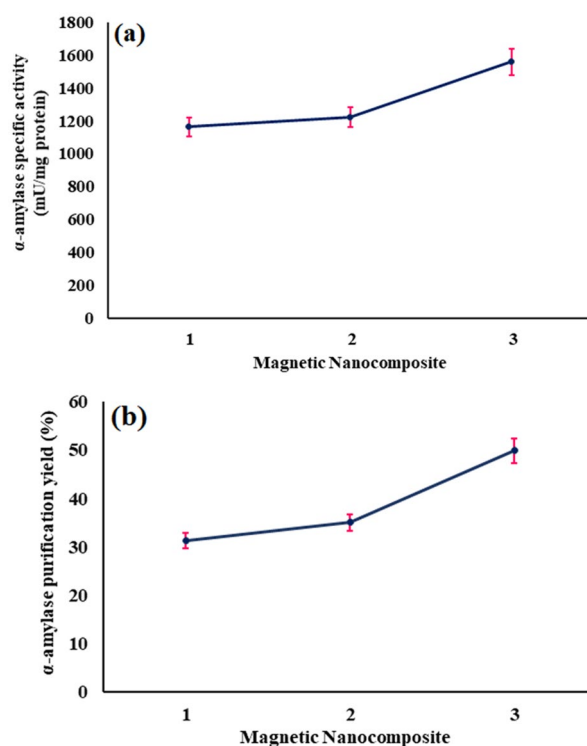 (a)
α-amylase specific activity
(mU/mg protein)
1800
1600
1400
1200
1000
800
600
400
200
0
1 2 3
Magnetic Nanocomposite
(b)
α-amylase purification yield (%)
60
50
40
30
20
10
0
1 2 3
Magnetic Nanocomposite